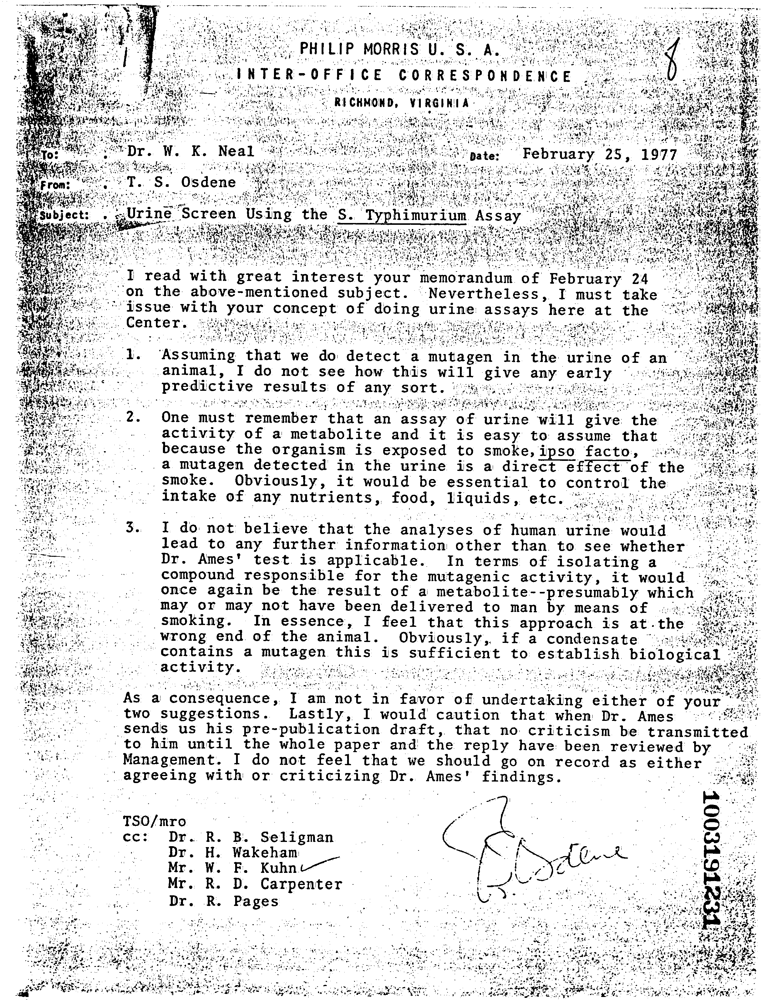 PHILIP MORRIS U. S. A.
INTER-OFFICE CORRESPONDENCE
RICHMOND, VIRGINIA
8
To: . Dr. W. K. Neal Date: February 25, 1977
From: . T. S. Osdene
Subject: . Urine Screen Using the S. Typhimurium Assay
I read with great interest your memorandum of February 24
on the above-mentioned subject. Nevertheless, I must take
issue with your concept of doing urine assays here at the
Center.
1. Assuming that we do detect a mutagen in the urine of an
animal, I do not see how this will give any early
predictive results of any sort.
2. One must remember that an assay of urine will give the
activity of a metabolite and it is easy to assume that
because the organism is exposed to smoke, ipso facto,
a mutagen detected in the urine is a direct effect of the
smoke. Obviously, it would be essential to control the
intake of any nutrients, food, liquids, etc.
3. I do not believe that the analyses of human urine would
lead to any further information other than to see whether
Dr. Ames' test is applicable. In terms of isolating a
compound responsible for the mutagenic activity, it would
once again be the result of a metabolite--presumably which
may or may not have been delivered to man by means of
smoking. In essence, I feel that this approach is at the
wrong end of the animal. Obviously, if a condensate
contains a mutagen this is sufficient to establish biological
activity.
As a consequence, I am not in favor of undertaking either of your
two suggestions. Lastly, I would caution that when Dr. Ames
sends us his pre-publication draft, that no criticism be transmitted
to him until the whole paper and the reply have been reviewed by
Management. I do not feel that we should go on record as either
agreeing with or criticizing Dr. Ames' findings.
TSO/mro
cc: Dr. R. B. Seligman
Dr. H. Wakeham
Mr. W. F. Kuhn
Mr. R. D. Carpenter
Dr. R. Pages
Osdene
1003191231